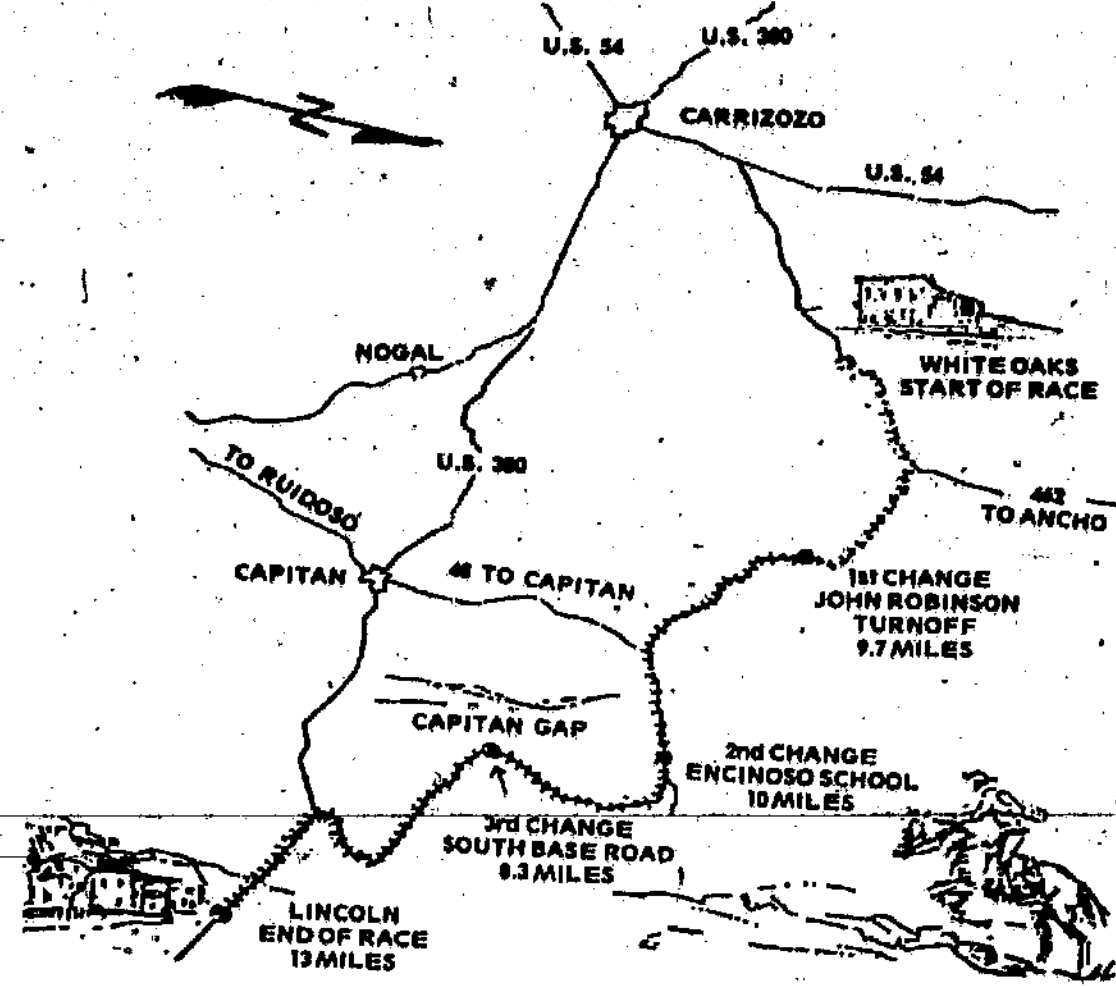 U.S. 54
U.S. 380
CARRIZOZO
U.S. 54
N
WHITE OAKS
START OF RACE
NOGAL
U.S. 380
TO RUIDOSO
TO ANCHO
CAPITAN
TO CAPITAN
1st CHANGE
JOHN ROBINSON
TURNOFF
9.7 MILES
CAPITAN GAP
2nd CHANGE
ENCINOSO SCHOOL
10 MILES
3rd CHANGE
SOUTH BASE ROAD
MILES
LINCOLN
END OF RACE
13 MILES